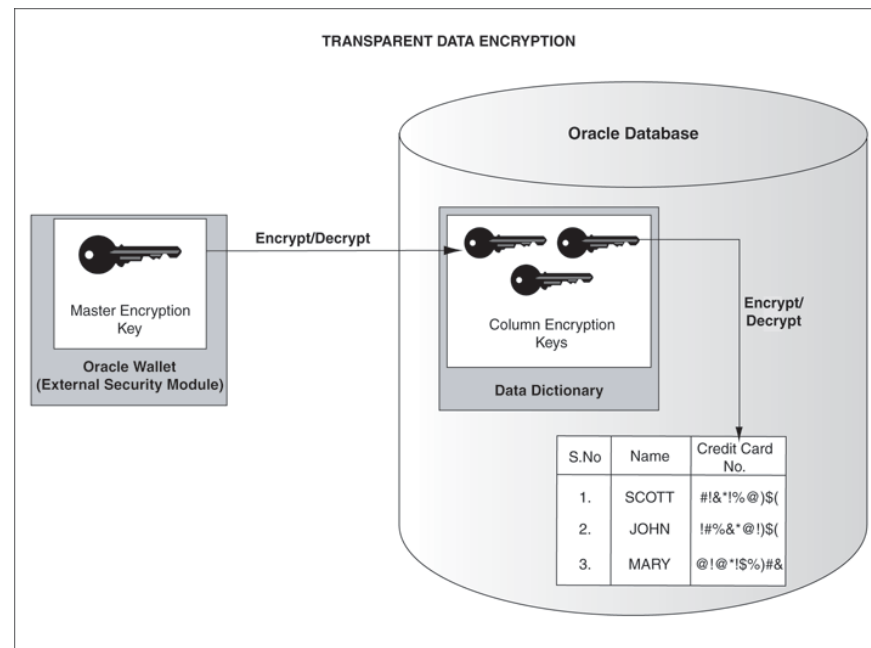 TRANSPARENT DATA ENCRYPTION
Oracle Database
Encrypt/Decrypt
Master Encryption
Key
Oracle Wallet
(External Security Module)
Column Encryption
Keys
Data Dictionary
Encrypt/
Decrypt
S.No Name Credit Card No.
1. SCOTT #!&*!%@)$(
2. JOHN !#%&*@!)$(
3. MARY @!@*!$%)#&